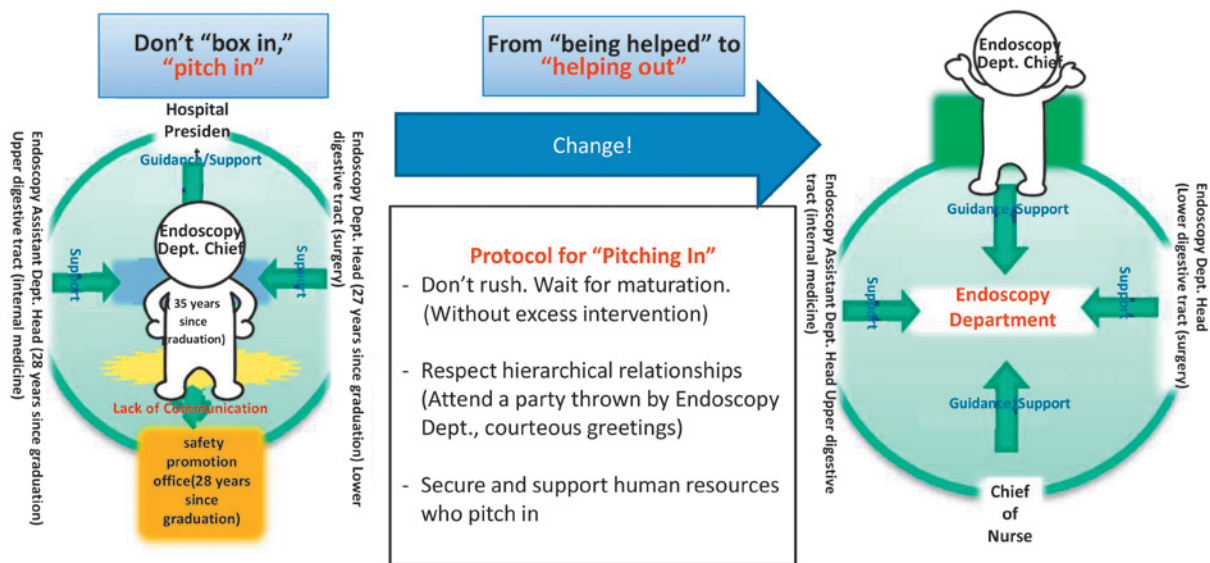 Don't “box in,”
“pitch in”
Hospital
Presiden
Guidance/Support
Endoscopy Assistant Dept. Head (28 years since graduation)
Upper digestive tract (internal medicine)
Endoscopy Dept. Head (27 years since graduation) Lower
digestive tract (surgery)
Support
Support
Endoscopy
Dept. Chief
(35 years
since
graduation)
Lack of Communication
safety
promotion
office(28 years
since
graduation)
From “being helped” to
“helping out”
Change!
Protocol for “Pitching In”
- Don't rush. Wait for maturation.
(Without excess intervention)
- Respect hierarchical relationships
(Attend a party thrown by Endoscopy
Dept., courteous greetings)
- Secure and support human resources
who pitch in
Endoscopy
Dept. Chief
Guidance/Support
Endoscopy Assistant Dept. Head Upper digestive
tract (internal medicine)
Endoscopy Dept. Head
(Lower digestive tract (surgery)
Support
Support
Endoscopy
Department
Guidance/Support
Chief
of
Nurse